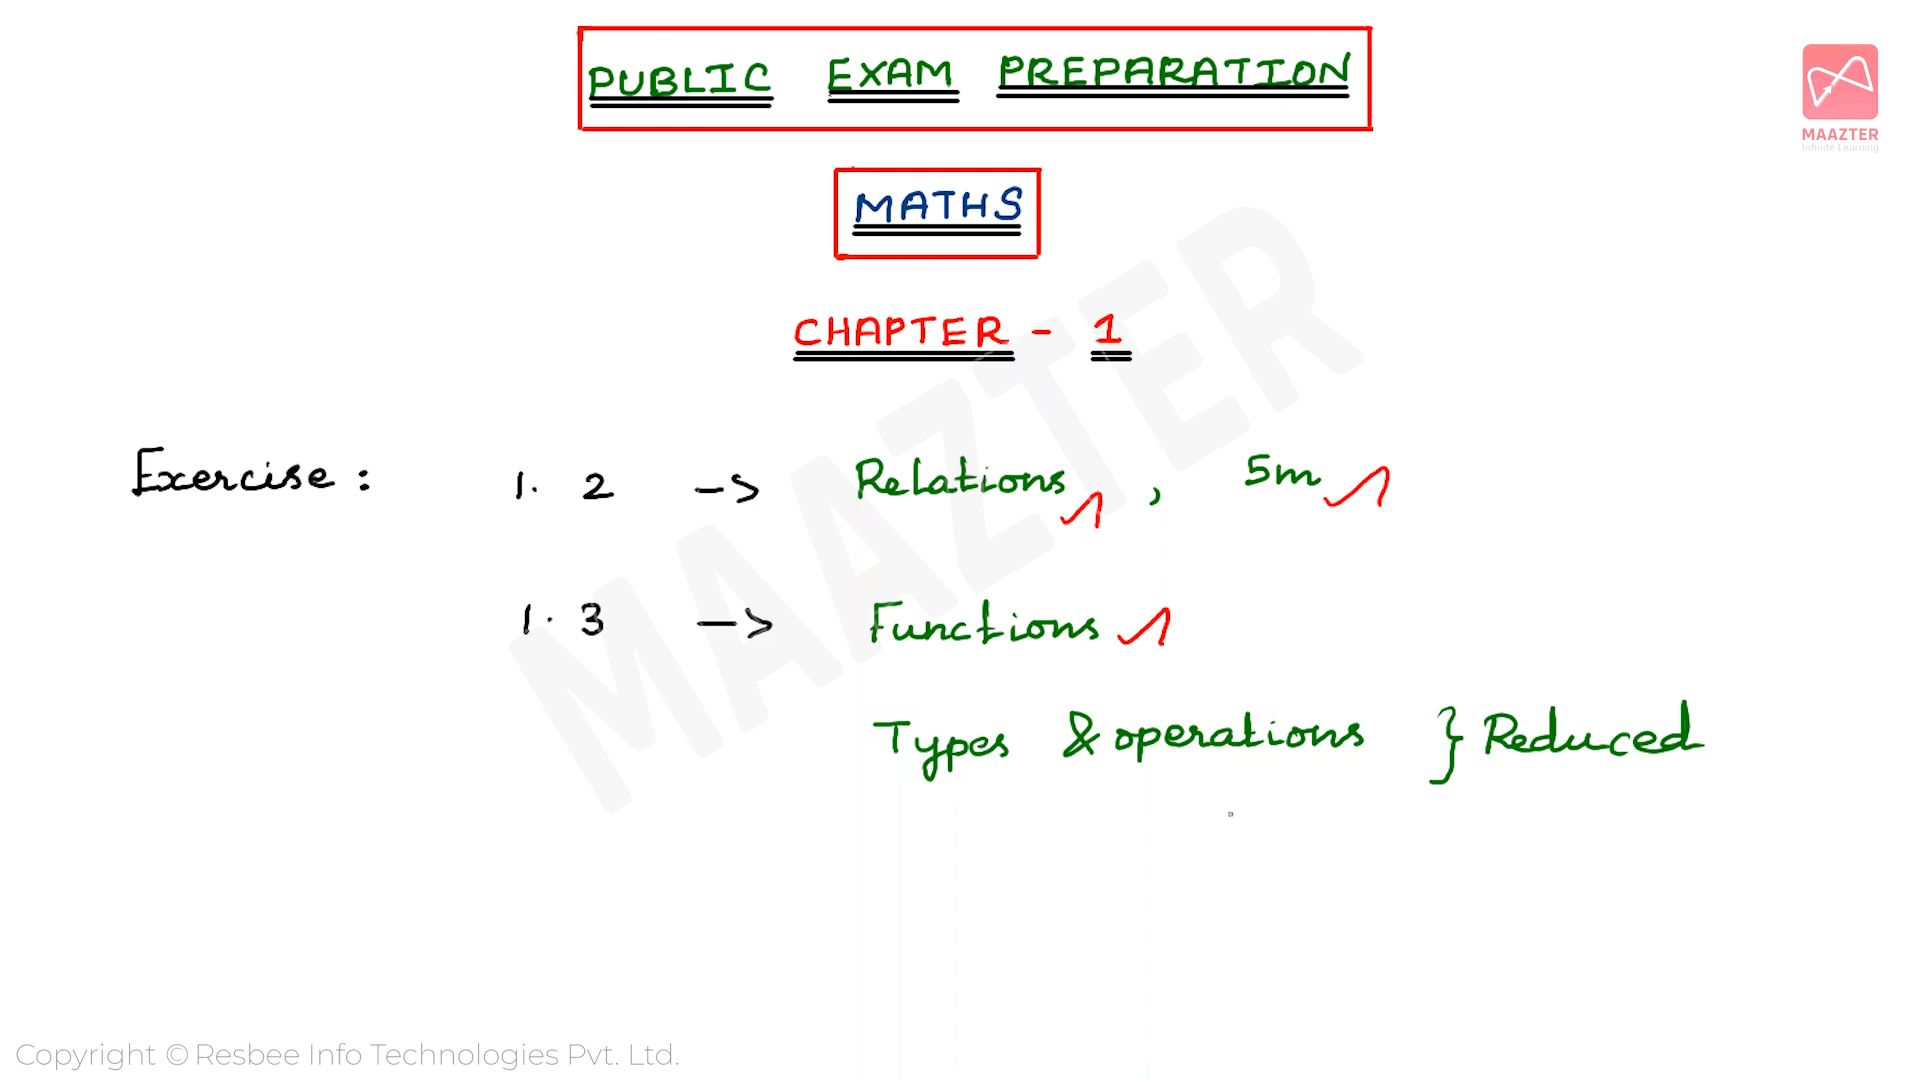 PUBLIC EXAM PREPARATION
MAAZTER
Infinite Learning
MATHS
CHAPTER - 1
Exercise : 1. 2 -> Relations , 5m
1. 3 -> Functions
Types & operations } Reduced
MAAZTER
Copyright © Resbee Info Technologies Pvt. Ltd.